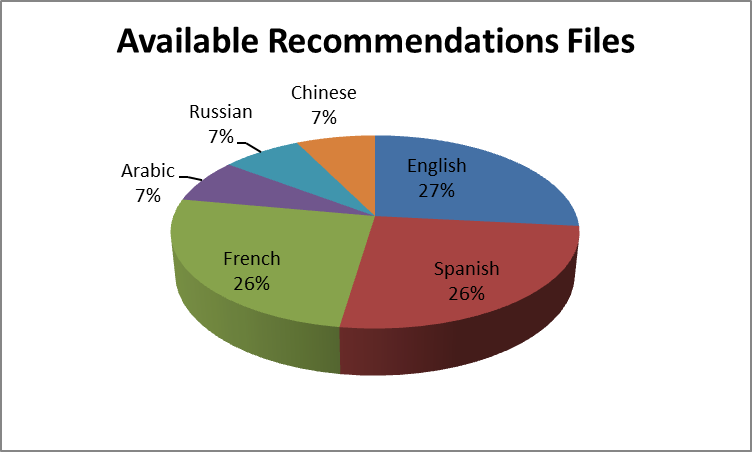 Available Recommendations Files
Chinese
7%
Russian
7%
Arabic
7%
English
27%
French
26%
Spanish
26%